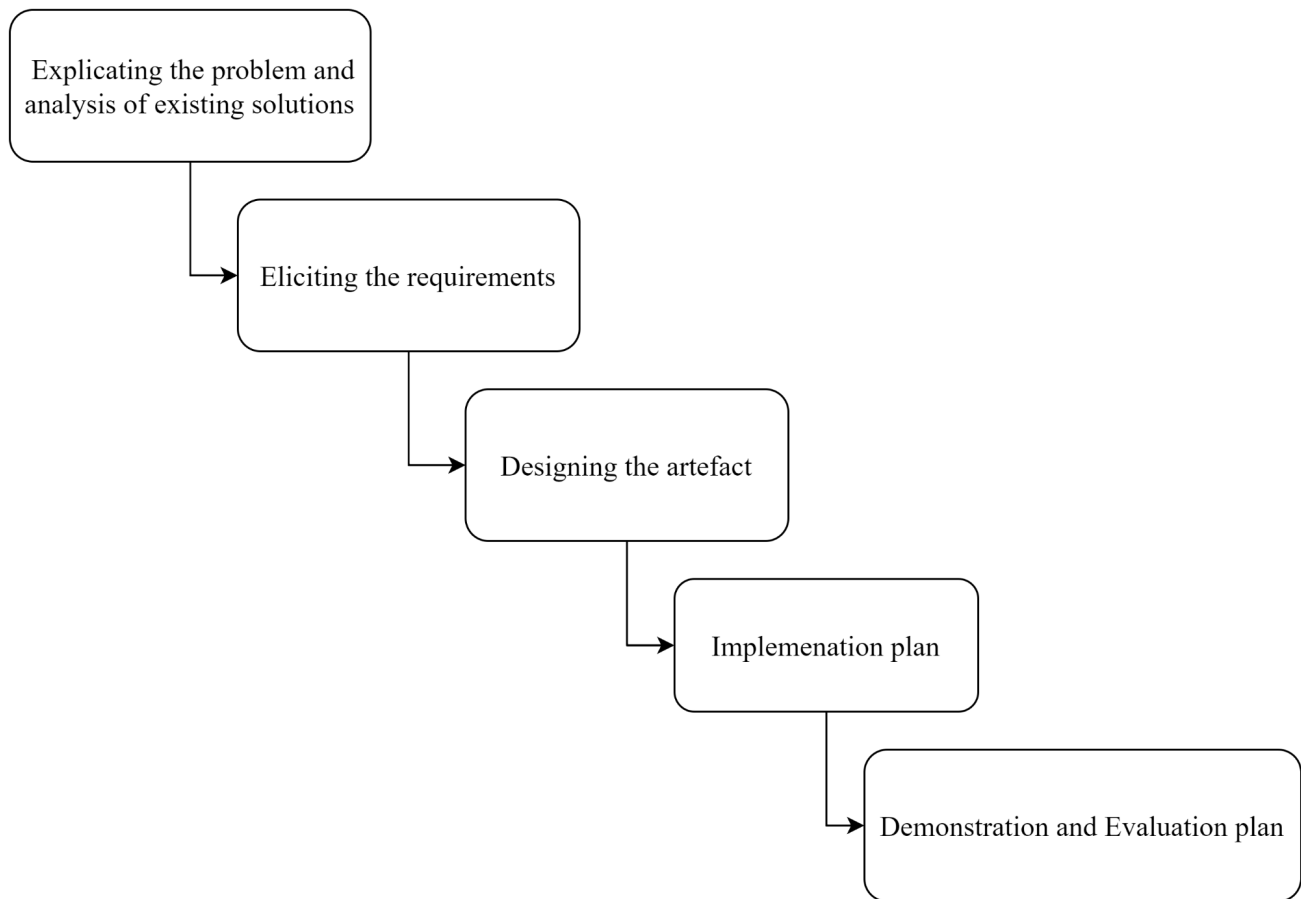 Explicating the problem and
analysis of existing solutions
Eliciting the requirements
Designing the artefact
Implemenation plan
Demonstration and Evaluation plan